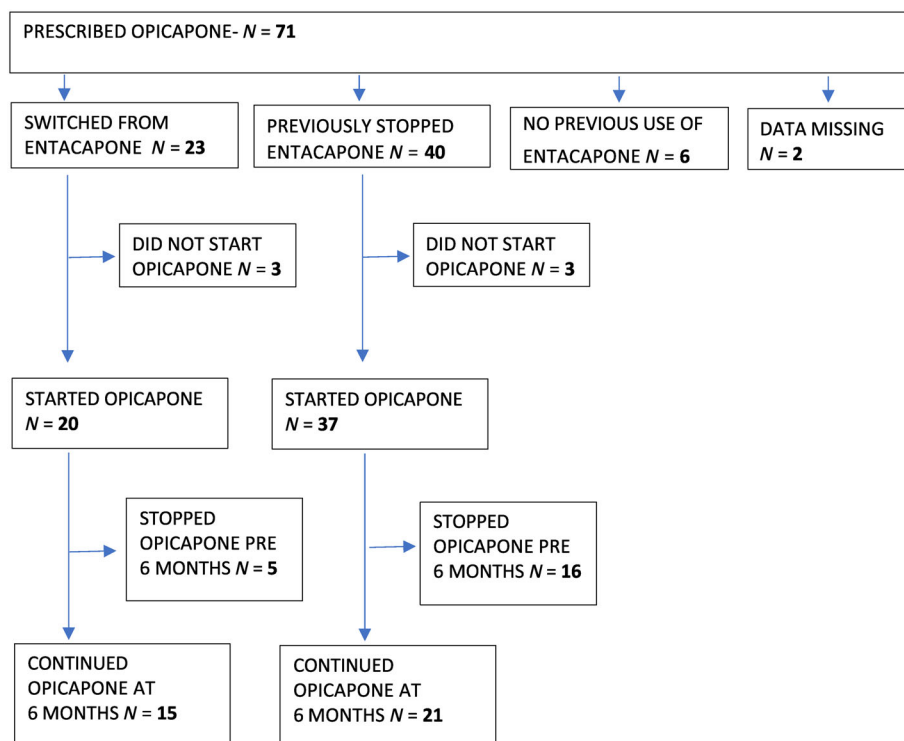 PRESCRIBED OPICAPONE- N = 71
SWITCHED FROM
ENTACAPONE N = 23
PREVIOUSLY STOPPED
ENTACAPONE N = 40
NO PREVIOUS USE OF
ENTACAPONE N = 6
DATA MISSING
N = 2
DID NOT START
OPICAPONE N = 3
DID NOT START
OPICAPONE N = 3
STARTED OPICAPONE
N = 20
STARTED OPICAPONE
N = 37
STOPPED
OPICAPONE PRE
6 MONTHS N = 5
STOPPED
OPICAPONE PRE
6 MONTHS N = 16
CONTINUED
OPICAPONE AT
6 MONTHS N = 15
CONTINUED
OPICAPONE AT
6 MONTHS N = 21